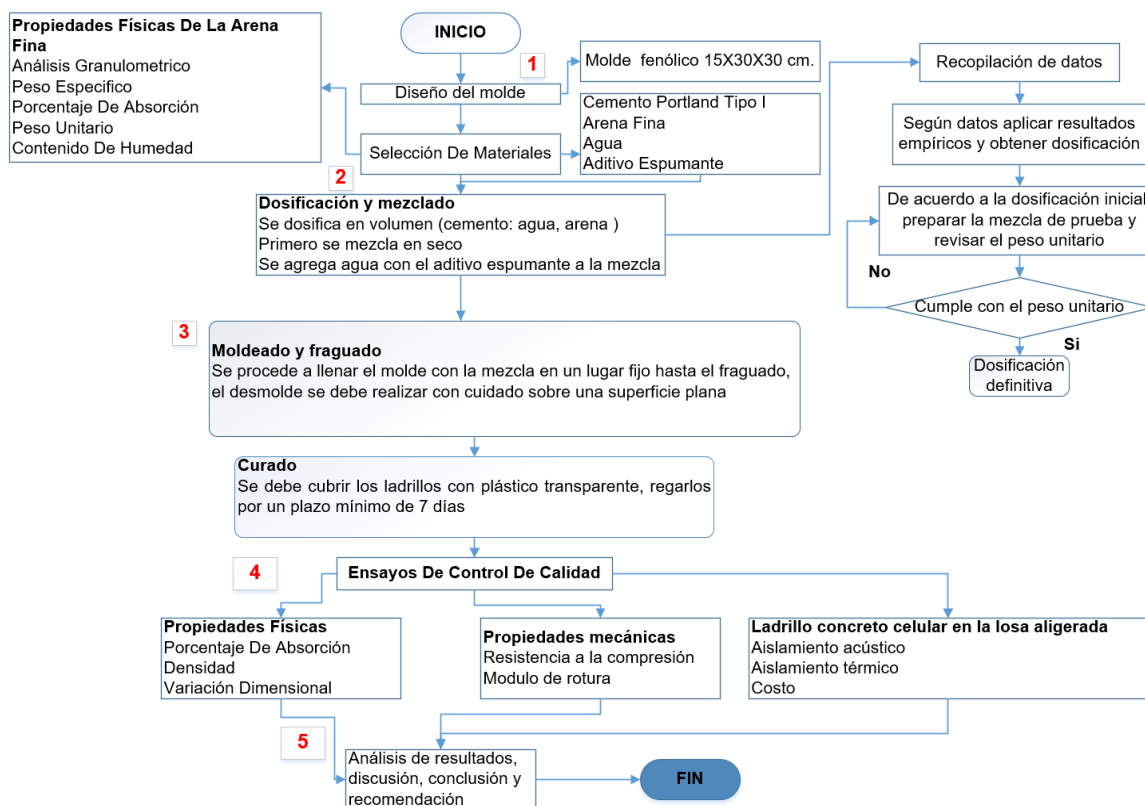 INICIO
1
Diseño del molde
Molde fenólico 15X30X30 cm.
Propiedades Físicas De La Arena
Fina
Análisis Granulometrico
Peso Especifico
Porcentaje De Absorción
Peso Unitario
Contenido De Humedad
Selección De Materiales
Cemento Portland Tipo I
Arena Fina
Agua
Aditivo Espumante
2
Dosificación y mezclado
Se dosifica en volumen (cemento: agua, arena )
Primero se mezcla en seco
Se agrega agua con el aditivo espumante a la mezcla
Recopilación de datos
Según datos aplicar resultados
empíricos y obtener dosificación
De acuerdo a la dosificación inicial
preparar la mezcla de prueba y
revisar el peso unitario
No
Cumple con el peso unitario
Si
Dosificación
definitiva
3
Moldeado y fraguado
Se procede a llenar el molde con la mezcla en un lugar fijo hasta el fraguado,
el desmolde se debe realizar con cuidado sobre una superficie plana
Curado
Se debe cubrir los ladrillos con plástico transparente, regarlos
por un plazo mínimo de 7 días
4
Ensayos De Control De Calidad
Propiedades Físicas
Porcentaje De Absorción
Densidad
Variación Dimensional
Propiedades mecánicas
Resistencia a la compresión
Modulo de rotura
Ladrillo concreto celular en la losa aligerada
Aislamiento acústico
Aislamiento térmico
Costo
5
Análisis de resultados,
discusión, conclusión y
recomendación
FIN